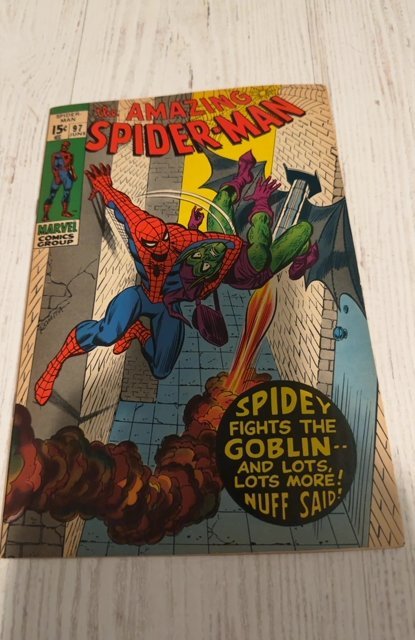 SPIDER-
MAN
15¢ 97
JUNE
MARVEL
COMICS
GROUP
The AMAZING
SPIDER-MAN
SPIDEY
FIGHTS THE
GOBLIN--
AND LOTS,
LOTS MORE!
NUFF SAID!